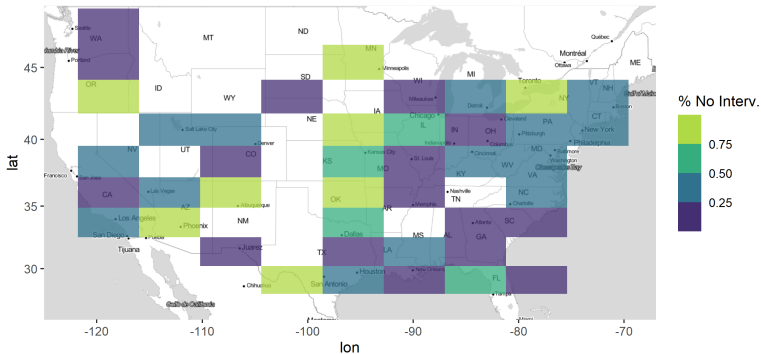 Seattle
WA
MT
ND
MN
Québec
Montréal
Ottawa
ME
Portland
Minneapolis
OR
ID
SD
WI
MI
Toronto
VT
NH
NY
Boston
WY
IA
Milwaukee
Detroit
CT
Chicago
Cleveland
NE
IL
IN
OH
PA
New York
Salt Lake City
Pittsburgh
Philadelphia
Indianapolis
Columbus
NV
UT
Denver
CO
KS
Kansas City
MO
St. Louis
Cincinnati
MD
Baltimore
Washington
Chesapeake Bay
WV
KY
VA
Francisco
San Jose
CA
Las Vegas
AZ
Albuquerque
NM
OK
AR
Memphis
Nashville
TN
NC
Charlotte
Los Angeles
Phoenix
San Diego
Tijuana
Dallas
MS
AL
Atlanta
GA
SC
Juarez
TX
LA
Houston
San Antonio
New Orleans
FL
Chihuahua
Tampa
Miami
Golfo de California
% No Interv.
0.75
0.50
0.25
lat
45
40
35
30
-120
-110
-100
-90
-80
-70
lon